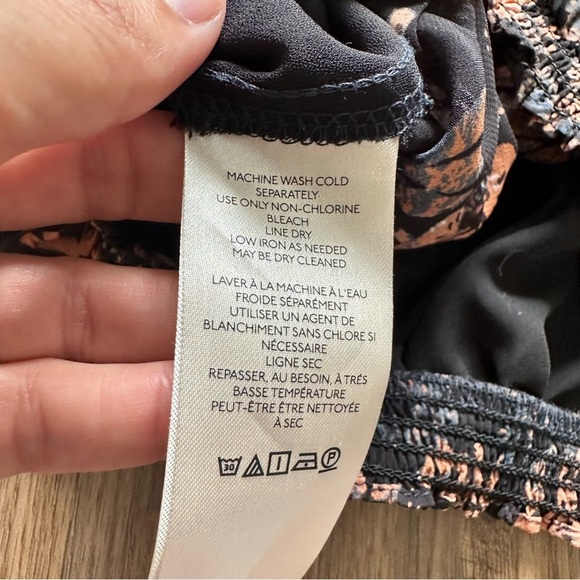 MACHINE WASH COLD
SEPARATELY
USE ONLY NON-CHLORINE
BLEACH
LINE DRY
LOW IRON AS NEEDED
MAY BE DRY CLEANED
LAVER À LA MACHINE À L'EAU
FROIDE SÉPARÉMENT
UTILISER UN AGENT DE
BLANCHIMENT SANS CHLORE SI
NÉCESSAIRE
LIGNE SEC
REPASSER, AU BESOIN, À TRÉS
BASSE TEMPÉRATURE
PEUT-ÊTRE ÊTRE NETTOYÉE
À SEC
30 P